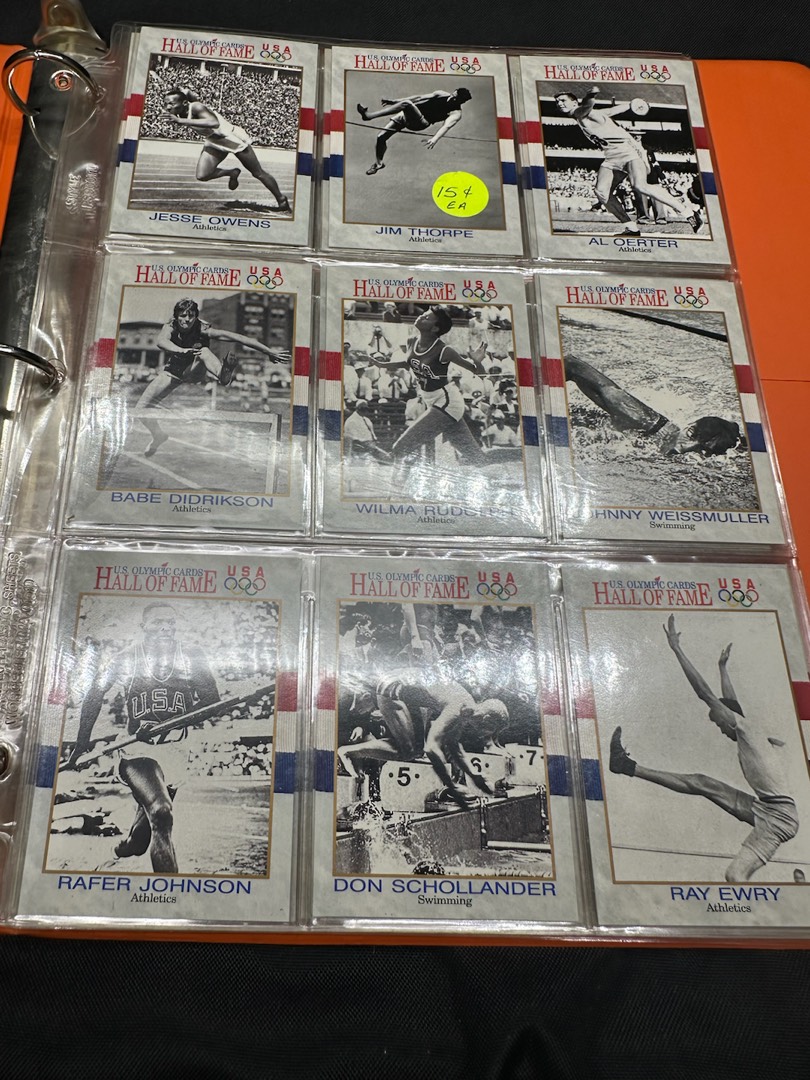 U.S. OLYMPIC CARDS
HALL OF FAME
USA
JESSE OWENS
Athletics
U.S. OLYMPIC CARDS
HALL OF FAME
USA
15¢
EA
JIM THORPE
Athletics
U.S. OLYMPIC CARDS
HALL OF FAME
USA
AL OERTER
Athletics
U.S. OLYMPIC CARDS
HALL OF FAME
USA
BABE DIDRIKSON
Athletics
U.S. OLYMPIC CARDS
HALL OF FAME
USA
WILMA
Athletics
U.S. OLYMPIC CARDS
HALL OF FAME
USA
WEISSMULLER
Swimming
U.S. OLYMPIC CARDS
HALL OF FAME
USA
U.S.A
RAFER JOHNSON
Athletics
U.S. OLYMPIC CARDS
HALL OF FAME
USA
·5· 6· ·7
DON SCHOLLANDER
Swimming
U.S. OLYMPIC CARDS
HALL OF FAME
USA
RAY EWRY
Athletics